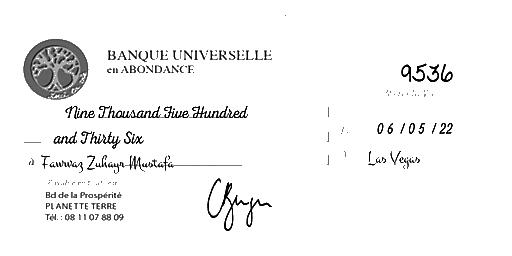 BANQUE UNIVERSELLE
en ABONDANCE
9536
Nine Thousand Five Hundred
and Thirty Six
06/05/22
à Fawwaz Zuhayr Mustafa
Las Vegas
Bd de la Prospérité
PLANETTE TERRE
Tél. : 08 11 07 88 09